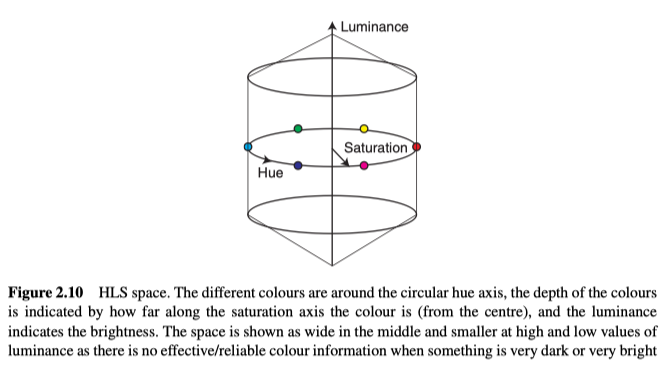 Luminance
Saturation
Hue
Figure 2.10 HLS space. The different colours are around the circular hue axis, the depth of the colours
is indicated by how far along the saturation axis the colour is (from the centre), and the luminance
indicates the brightness. The space is shown as wide in the middle and smaller at high and low values of
luminance as there is no effective/reliable colour information when something is very dark or very bright